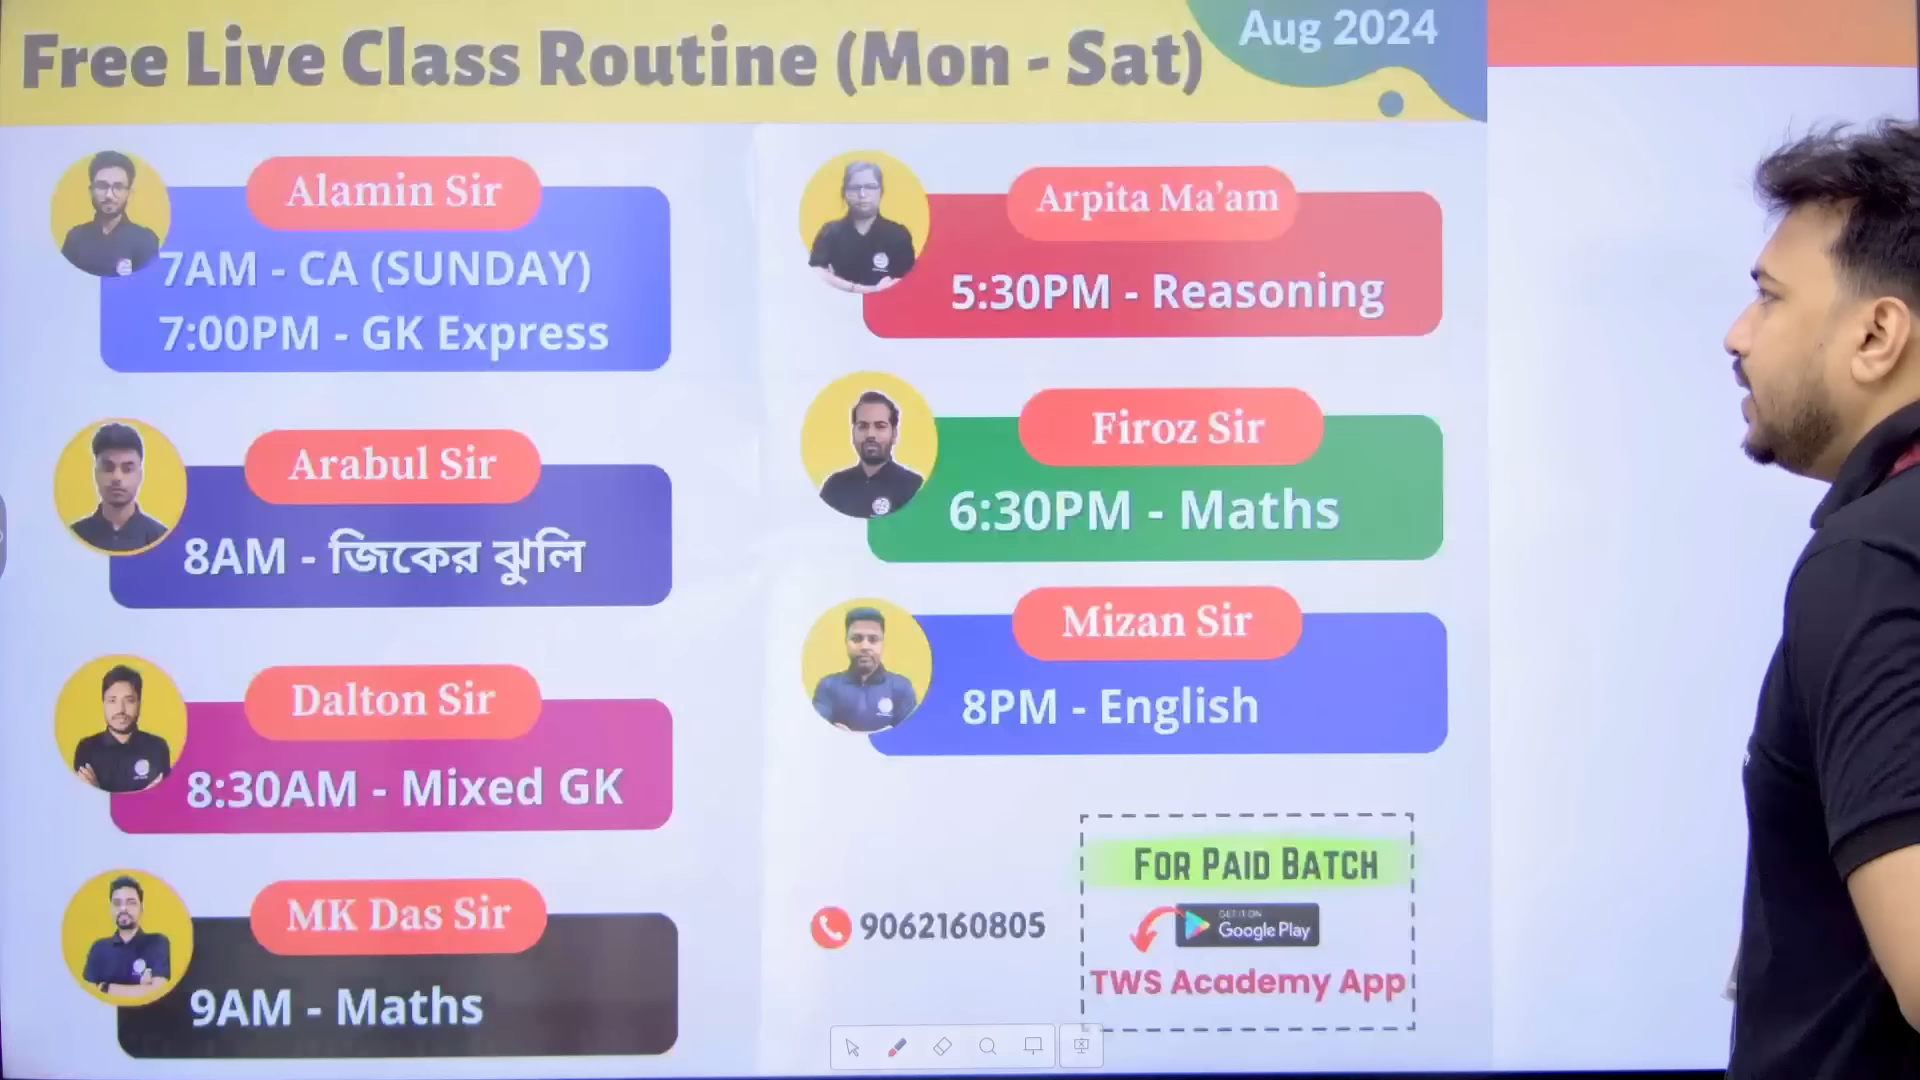 Free Live Class Routine (Mon - Sat)
Aug 2024
Alamin Sir
7AM - CA (SUNDAY)
7:00PM - GK Express
Arabul Sir
8AM - জিকের ঝুলি
Dalton Sir
8:30AM - Mixed GK
MK Das Sir
9AM - Maths
Arpita Ma'am
5:30PM - Reasoning
Firoz Sir
6:30PM - Maths
Mizan Sir
8PM - English
9062160805
FOR PAID BATCH
GET IT ON
Google Play
TWS Academy App